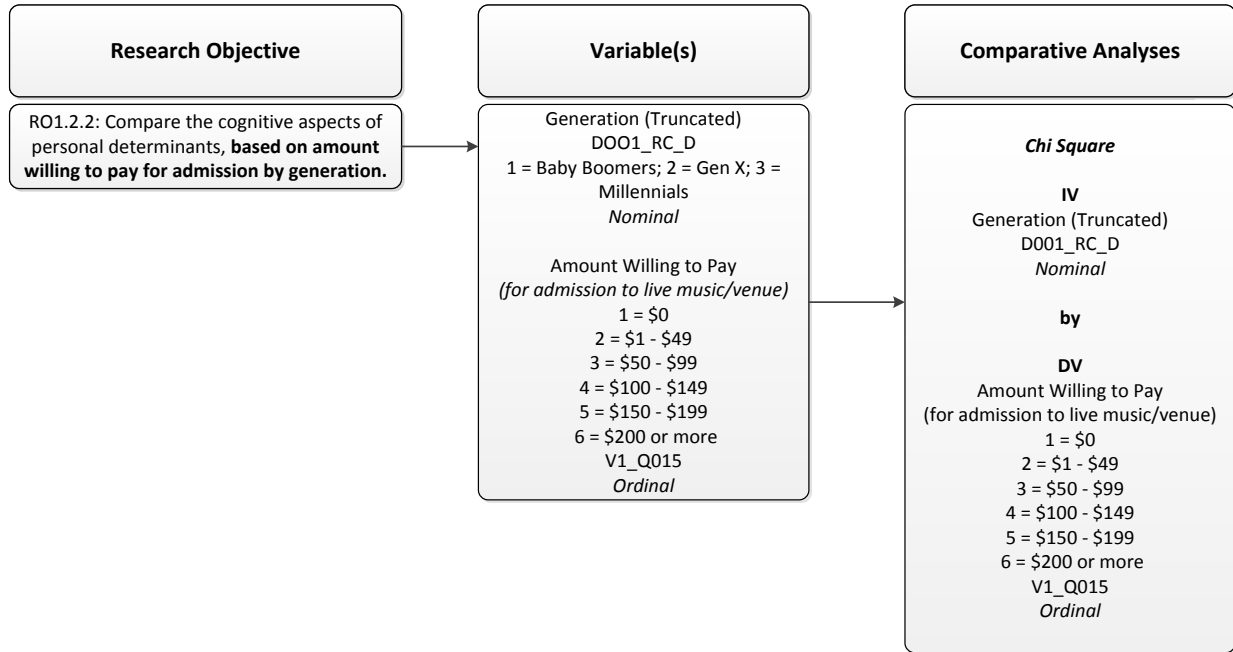 Research Objective
RO1.2.2: Compare the cognitive aspects of
personal determinants, based on amount
willing to pay for admission by generation.
Variable(s)
Generation (Truncated)
DOO1_RC_D
1 = Baby Boomers; 2 = Gen X; 3 =
Millennials
Nominal
Amount Willing to Pay
(for admission to live music/venue)
1 = $0
2 = $1 - $49
3 = $50 - $99
4 = $100 - $149
5 = $150 - $199
6 = $200 or more
V1_Q015
Ordinal
Comparative Analyses
Chi Square
IV
Generation (Truncated)
D001_RC_D
Nominal
by
DV
Amount Willing to Pay
(for admission to live music/venue)
1 = $0
2 = $1 - $49
3 = $50 - $99
4 = $100 - $149
5 = $150 - $199
6 = $200 or more
V1_Q015
Ordinal